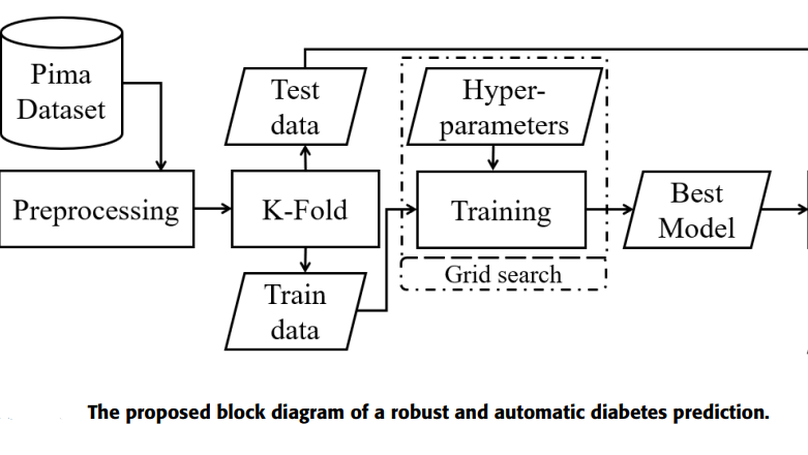 Pima
Dataset
Test
data
Hyper-
parameters
Preprocessing
K-Fold
Training
Best
Model
Grid search
Train
data
The proposed block diagram of a robust and automatic diabetes prediction.